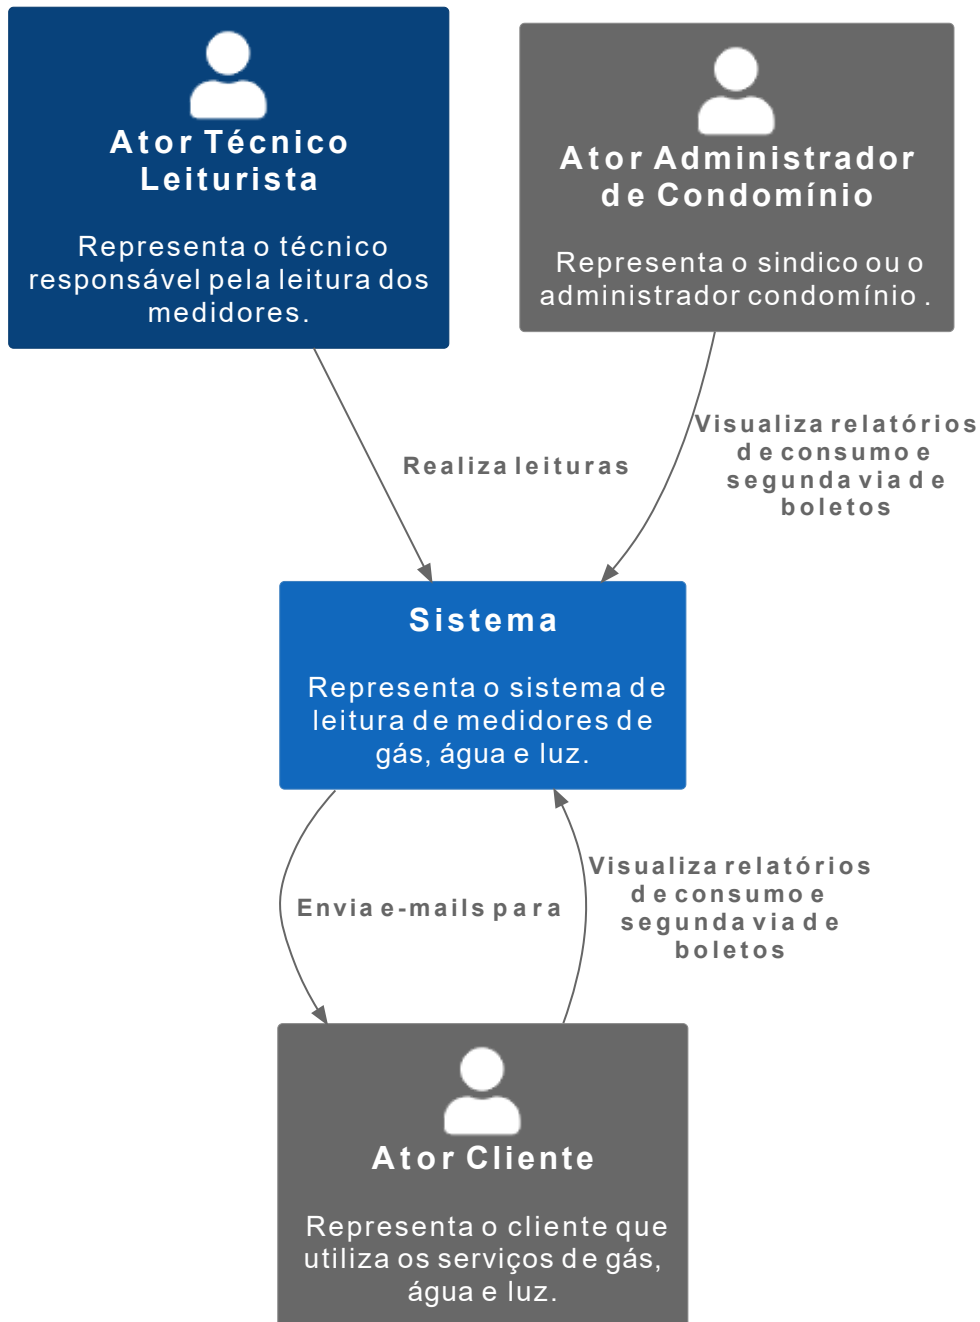 Ator Técnico
Leiturista
Representa o técnico
responsável pela leitura dos
medidores.
Ator Administrador
de Condomínio
Representa o sindico ou o
administrador condomínio .
Realiza leituras
Visualiza relatórios
de consumo e
segunda via de
boletos
Sistema
Representa o sistema de
leitura de medidores de
gás, água e luz.
Envia e-mails para
Visualiza relatórios
de consumo e
segunda via de
boletos
Ator Cliente
Representa o cliente que
utiliza os serviços de gás,
água e luz.